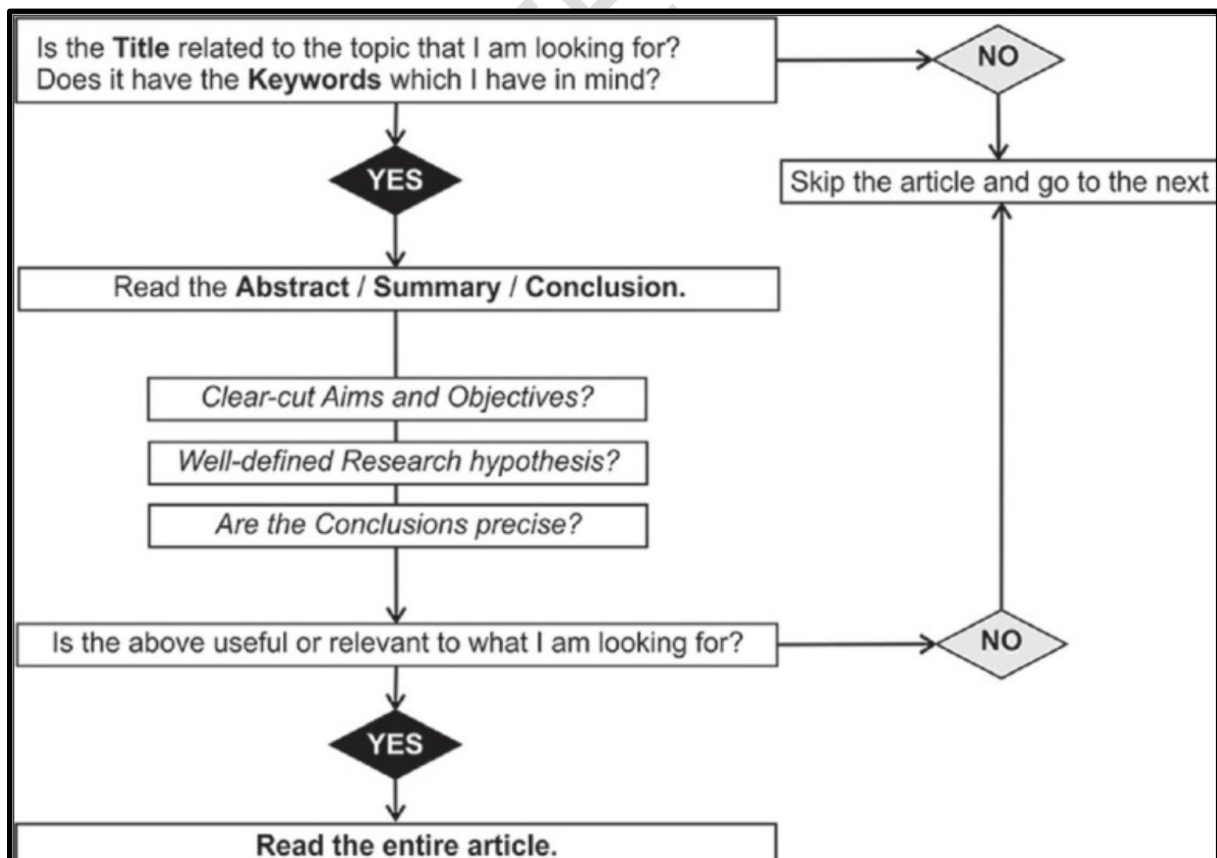 Is the Title related to the topic that I am looking for?
Does it have the Keywords which I have in mind?
NO
YES
Skip the article and go to the next
Read the Abstract / Summary / Conclusion.
Clear-cut Aims and Objectives?
Well-defined Research hypothesis?
Are the Conclusions precise?
Is the above useful or relevant to what I am looking for?
NO
YES
Read the entire article.